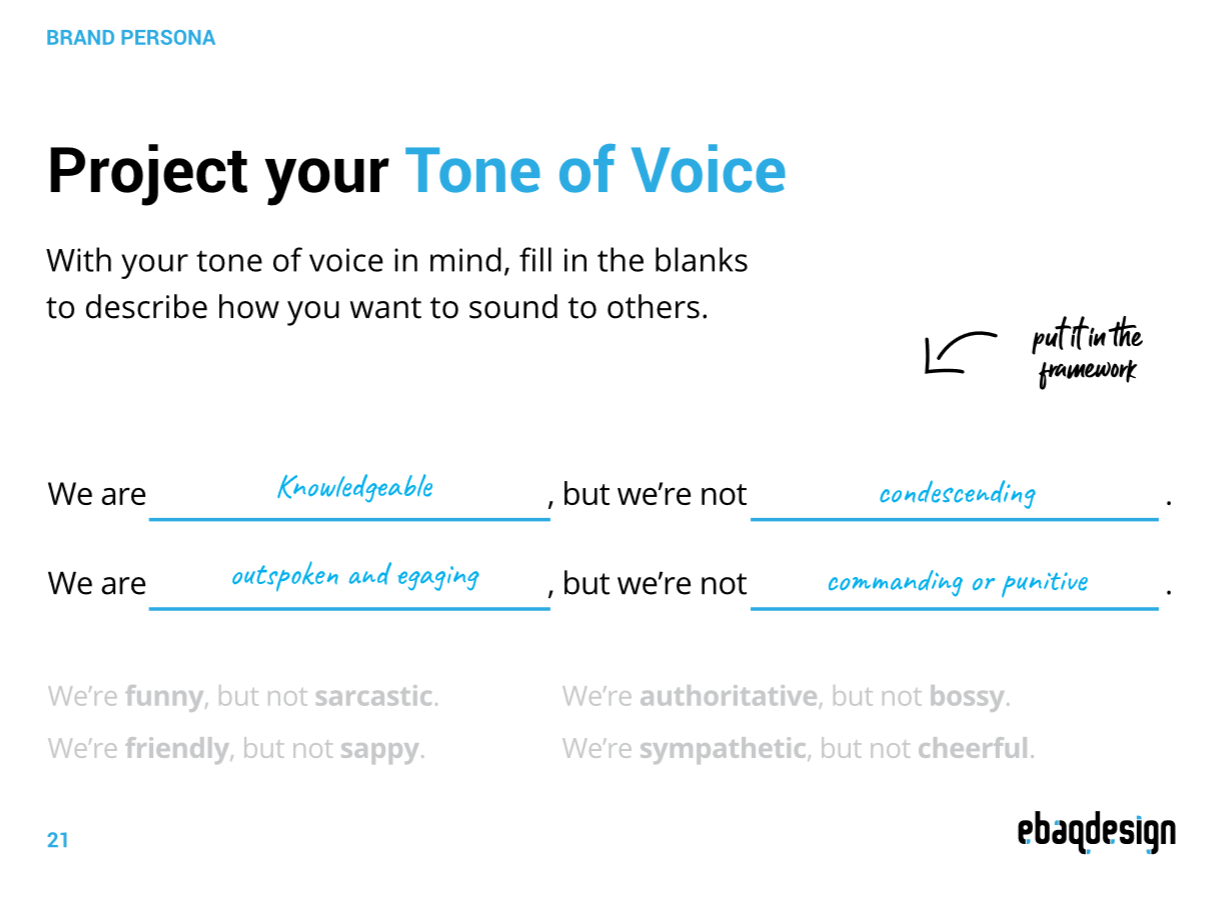 BRAND PERSONA
Project your Tone of Voice
With your tone of voice in mind, fill in the blanks
to describe how you want to sound to others.
put it in the
framework
We are Knowledgeable, but we're not condescending.
We are outspoken and egaging, but we're not commanding or punitive.
We're funny, but not sarcastic. We're authoritative, but not bossy.
We're friendly, but not sappy. We're sympathetic, but not cheerful.
21 ebaqdesign